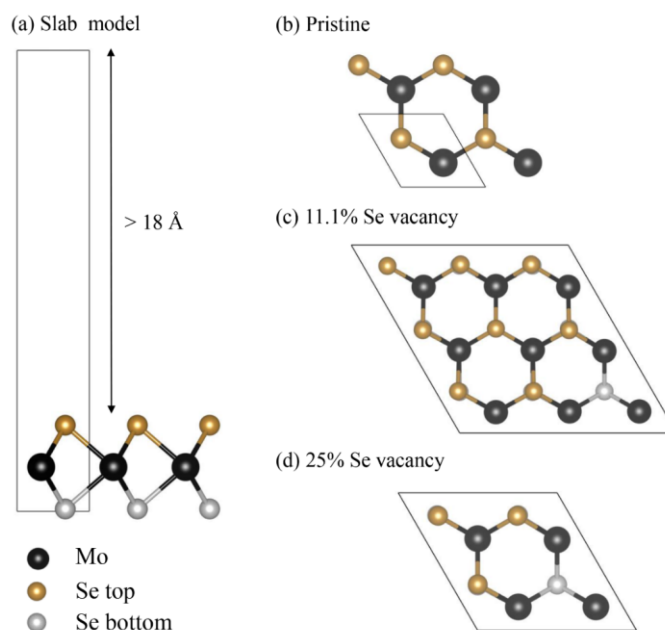 (a) Slab model
> 18 Å
Mo
Se top
Se bottom
(b) Pristine
(c) 11.1% Se vacancy
(d) 25% Se vacancy